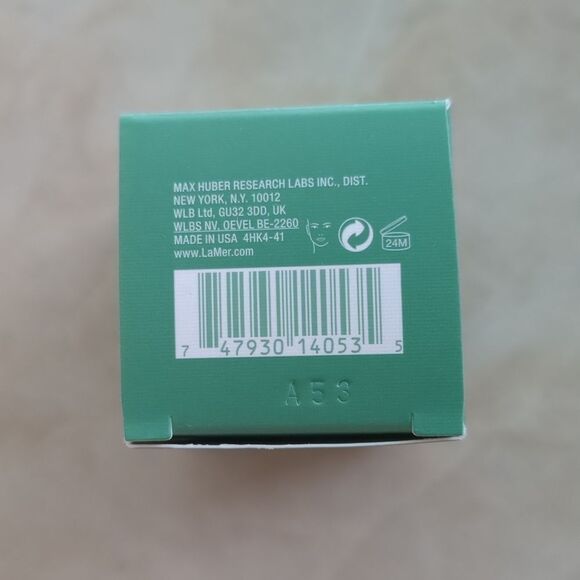 MAX HUBER RESEARCH LABS INC., DIST.
NEW YORK, N.Y. 10012
WLB Ltd, GU32 3DD, UK
WLBS NV. OEVEL BE-2260
MADE IN USA 4HK4-41
www.LaMer.com
24M
7 47930 14053 5
A53